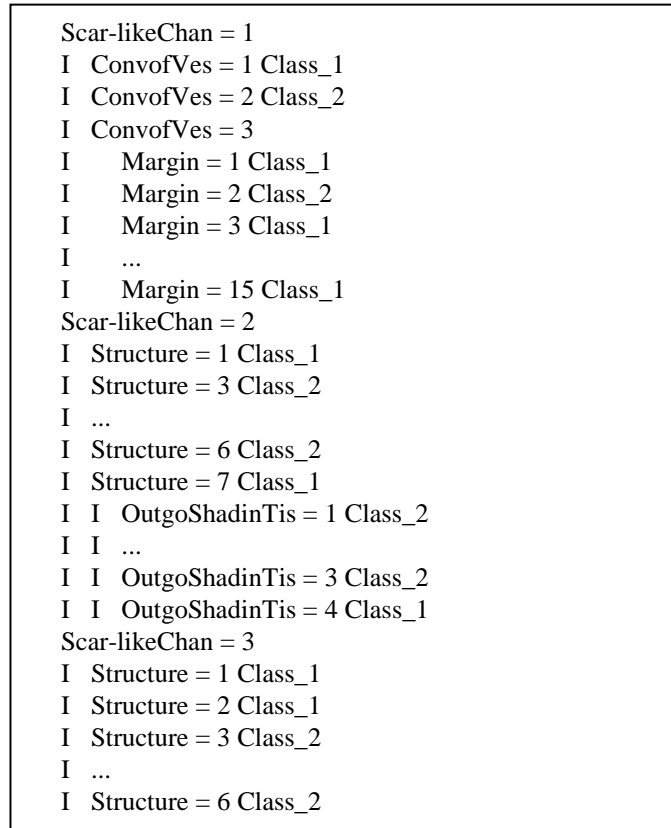 Scar-likeChan = 1
I ConvofVes = 1 Class_1
I ConvofVes = 2 Class_2
I ConvofVes = 3
I Margin = 1 Class_1
I Margin = 2 Class_2
I Margin = 3 Class_1
I ...
I Margin = 15 Class_1
Scar-likeChan = 2
I Structure = 1 Class_1
I Structure = 3 Class_2
I ...
I Structure = 6 Class_2
I Structure = 7 Class_1
I I OutgoShadinTis = 1 Class_2
I I ...
I I OutgoShadinTis = 3 Class_2
I I OutgoShadinTis = 4 Class_1
Scar-likeChan = 3
I Structure = 1 Class_1
I Structure = 2 Class_1
I Structure = 3 Class_2
I ...
I Structure = 6 Class_2